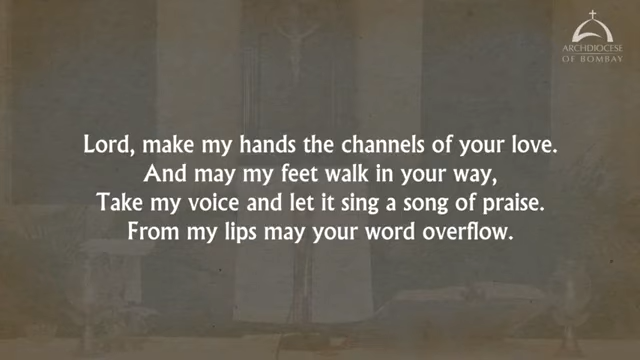 ARCHDIOCESE
OF BOMBAY
Lord, make my hands the channels of your love.
And may my feet walk in your way,
Take my voice and let it sing a song of praise.
From my lips may your word overflow.